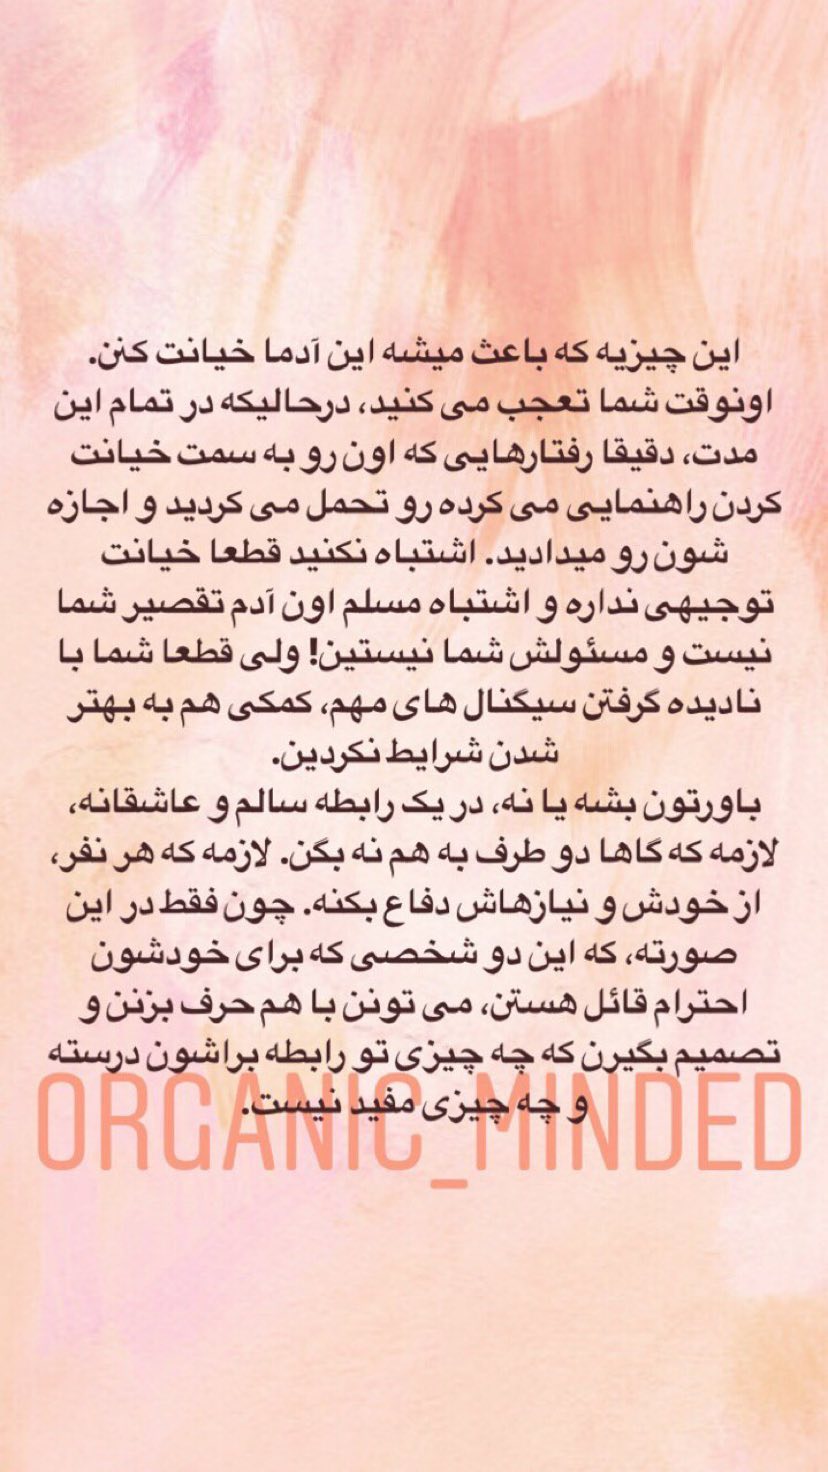 این چیزیه که باعث میشه این آدما خیانت کنن.
اونوقت شما تعجب می کنید، درحالیکه در تمام این
مدت، دقیقا رفتارهایی که اون رو به سمت خیانت
کردن راهنمایی می کرده رو تحمل می کردید و اجازه
شون رو میدادید. اشتباه نکنید قطعا خیانت
توجیهی نداره و اشتباه مسلم اون آدم تقصیر شما
نیست و مسئولش شما نیستین! ولی قطعا شما با
نادیده گرفتن سیگنال های مهم، کمکی هم به بهتر
شدن شرایط نکردین.
باورتون بشه یا نه، در یک رابطه سالم و عاشقانه،
لازمه که گاها دو طرف به هم نه بگن. لازمه که هر نفر،
از خودش و نیازهاش دفاع بکنه. چون فقط در این
صورته، که این دو شخصی که برای خودشون
احترام قائل هستن، می تونن با هم حرف بزنن و
تصمیم بگیرن که چه چیزی تو رابطه براشون درسته
و چه چیزی مفید نیست.
ORGANIC_MINDED